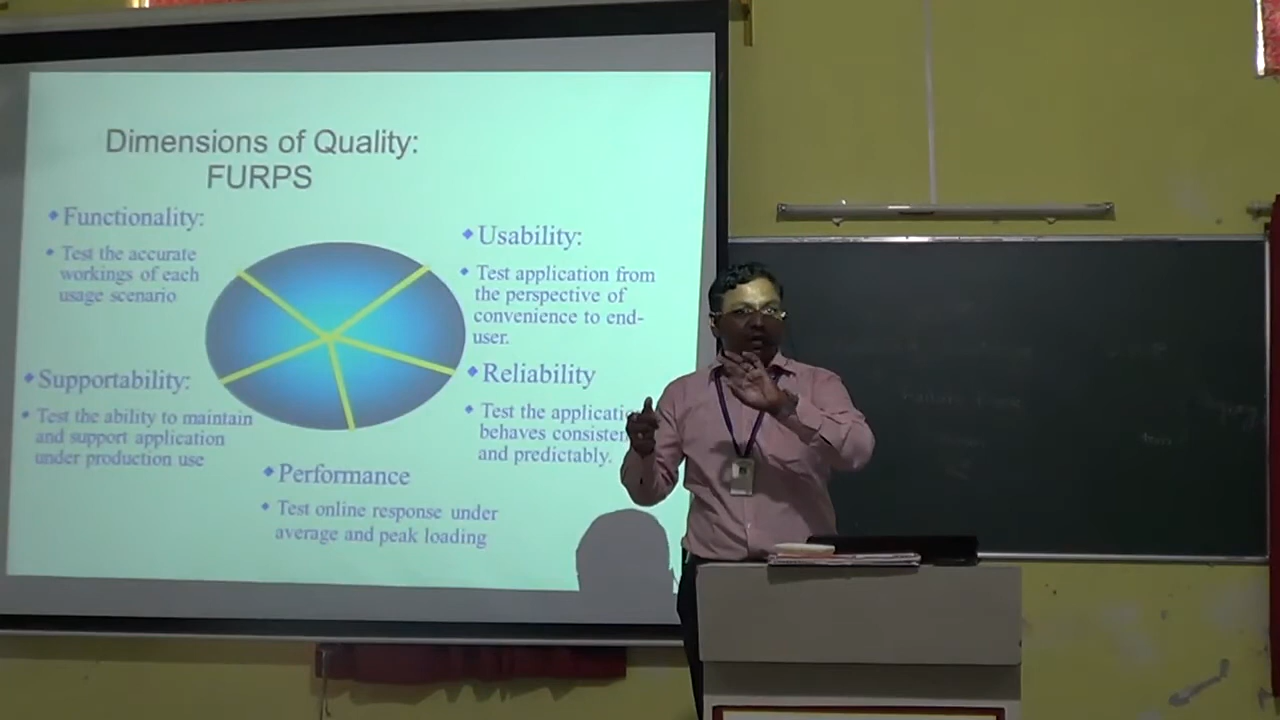 Dimensions of Quality:
FURPS
Functionality:
Test the accurate
workings of each
usage scenario
Usability:
Test application from
the perspective of
convenience to end-
user.
Supportability:
Test the ability to maintain
and support application
under production use
Reliability
Test the applicatio
behaves consisten
and predictably.
Performance
Test online response under
average and peak loading